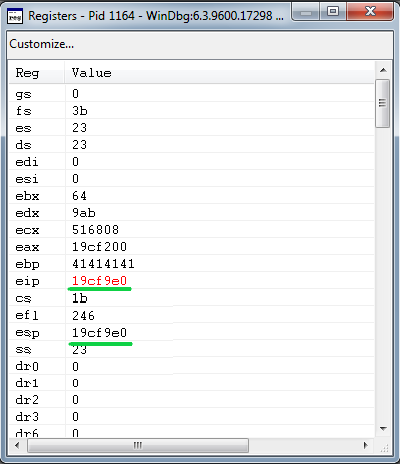 reg Registers - Pid 1164 - WinDbg:6.3.9600.17298 ...
Customize...
Reg Value
gs 0
fs 3b
es 23
ds 23
edi 0
esi 0
ebx 64
edx 9ab
ecx 516808
eax 19cf200
ebp 41414141
eip 19cf9e0
cs 1b
efl 246
esp 19cf9e0
ss 23
dr0 0
dr1 0
dr2 0
dr3 0
dr6 0